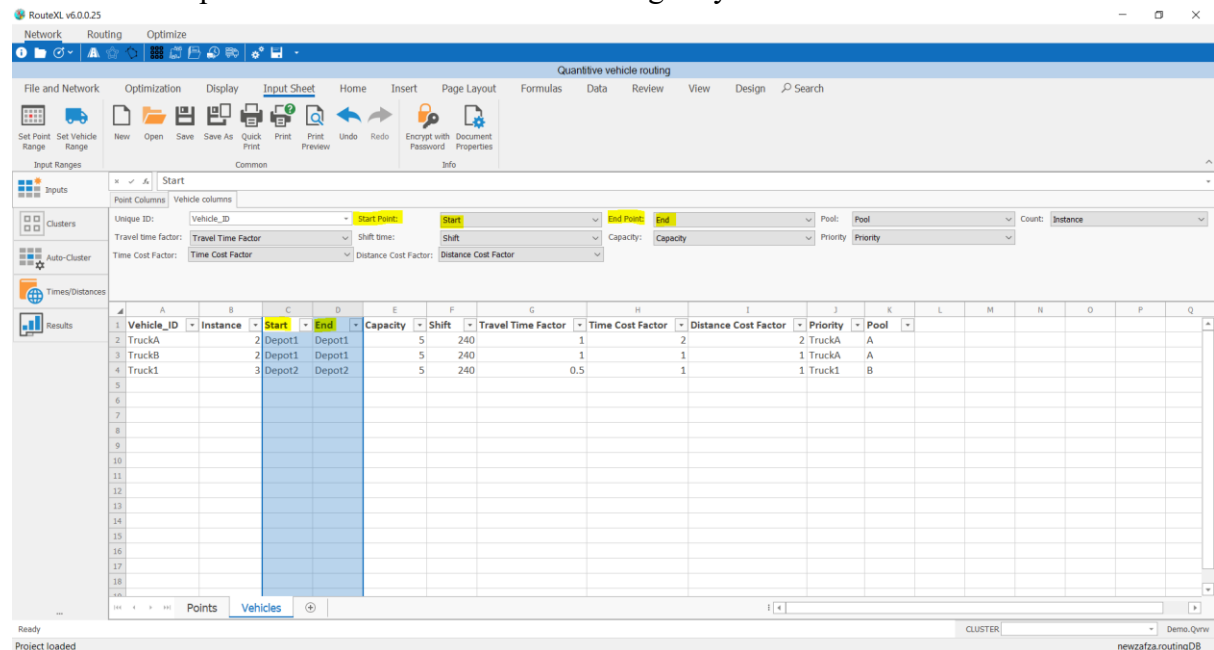 RouteXL v6.0.0.25
Network Routing Optimize
Quantitive vehicle routing
File and Network Optimization Display Input Sheet Home Insert Page Layout Formulas Data Review View Design Search
Set Point Range Set Vehicle Range New Open Save Save As Quick Print Print Print Preview Undo Redo Encrypt with Password Document Properties
Input Ranges Common Info
Inputs
Start
Point Columns Vehicle columns
Clusters
Unique ID: Vehicle_ID Start Point: Start End Point: End Pool: Pool Count: Instance
Travel time factor: Travel Time Factor Shift time: Shift Capacity: Capacity Priority Priority
Auto-Cluster
Time Cost Factor: Time Cost Factor Distance Cost Factor: Distance Cost Factor
Times/Distances
A B C D E F G H I J K L M N O P Q
Results
1 Vehicle_ID Instance Start End Capacity Shift Travel Time Factor Time Cost Factor Distance Cost Factor Priority Pool
2 TruckA 2 Depot1 Depot1 5 240 1 2 2 TruckA A
3 TruckB 2 Depot1 Depot1 5 240 1 1 1 TruckA A
4 Truck1 3 Depot2 Depot2 5 240 0.5 1 1 Truck1 B
5
6
7
8
9
10
11
12
13
14
15
16
17
18
... Points Vehicles
Ready CLUSTER Demo.Qvrw
Project loaded newzafza.routingDB